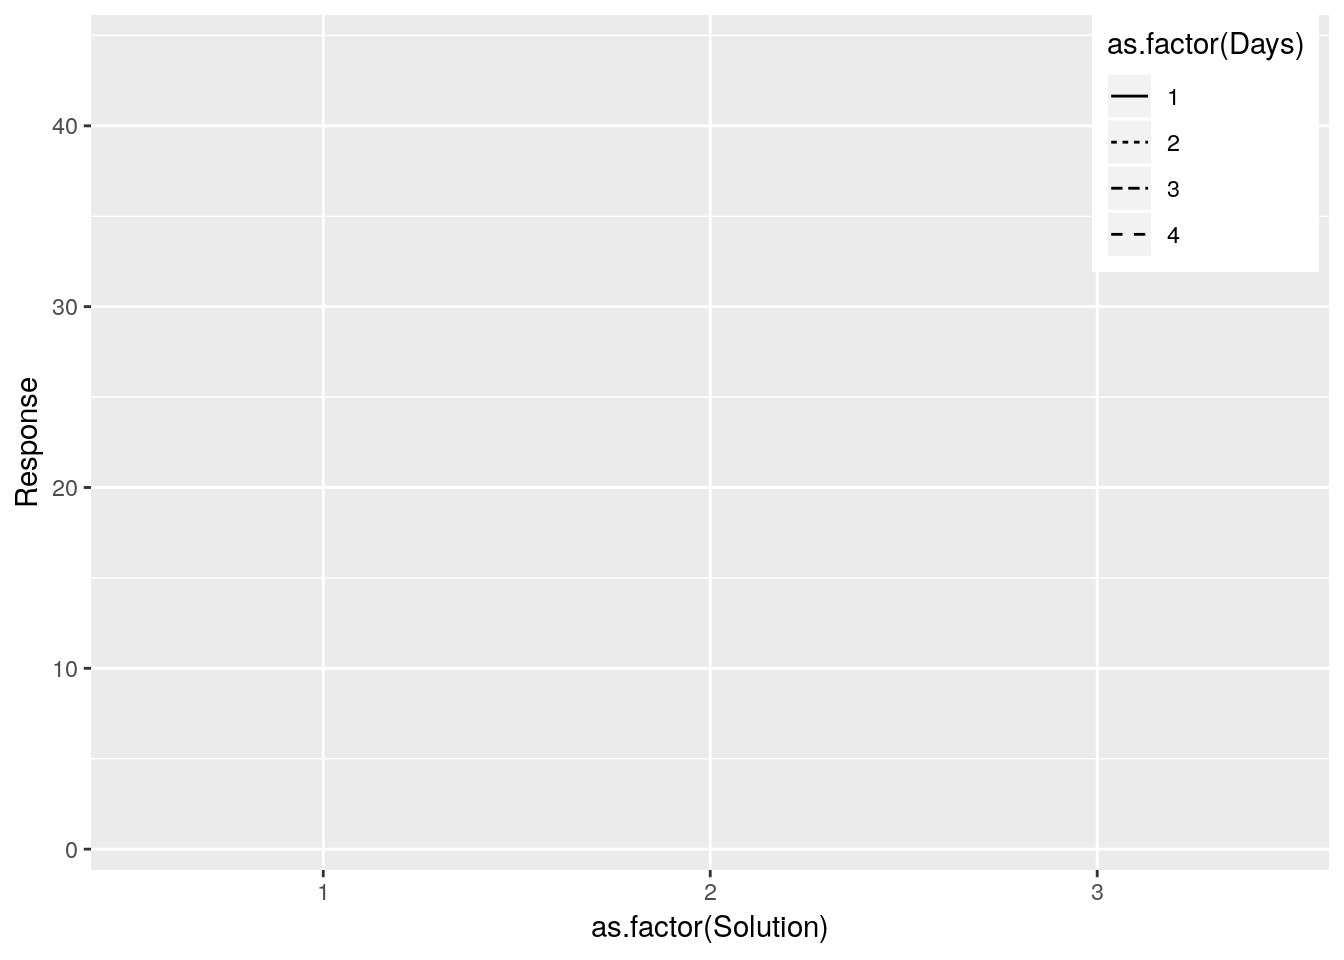 as.factor(Days)
1
2
3
4
40
30
20
10
0
Response
1 2 3
as.factor(Solution)